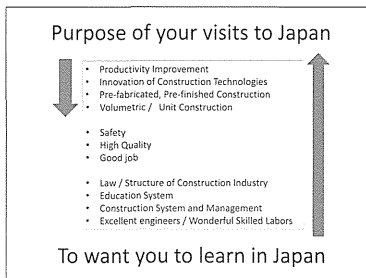 Purpose of your visits to Japan
• Productivity Improvement
• Innovation of Construction Technologies
• Pre-fabricated, Pre-finished Construction
• Volumetric / Unit Construction
• Safety
• High Quality
• Good job
• Law / Structure of Construction Industry
• Education System
• Construction System and Management
• Excellent engineers / Wonderful Skilled Labors
To want you to learn in Japan